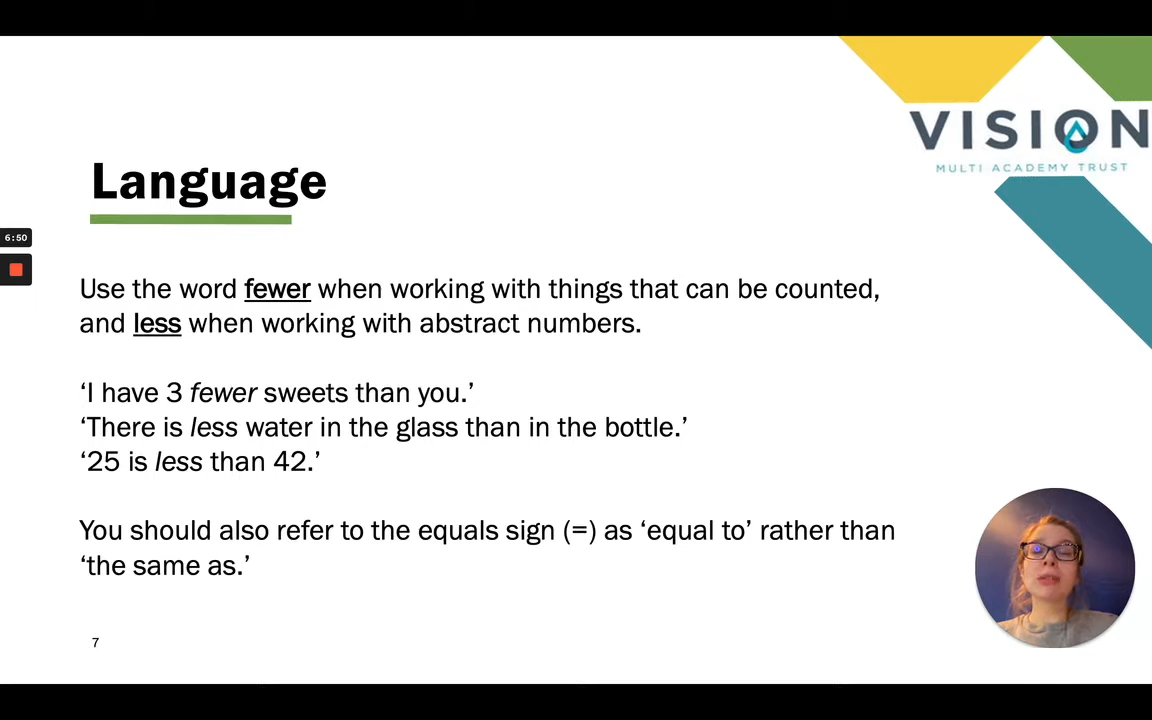 VISION
MULTI ACADEMY TRUST
Language
6:50
Use the word fewer when working with things that can be counted,
and less when working with abstract numbers.
‘I have 3 fewer sweets than you.’
‘There is less water in the glass than in the bottle.’
‘25 is less than 42.’
You should also refer to the equals sign (=) as ‘equal to’ rather than
‘the same as.’
7